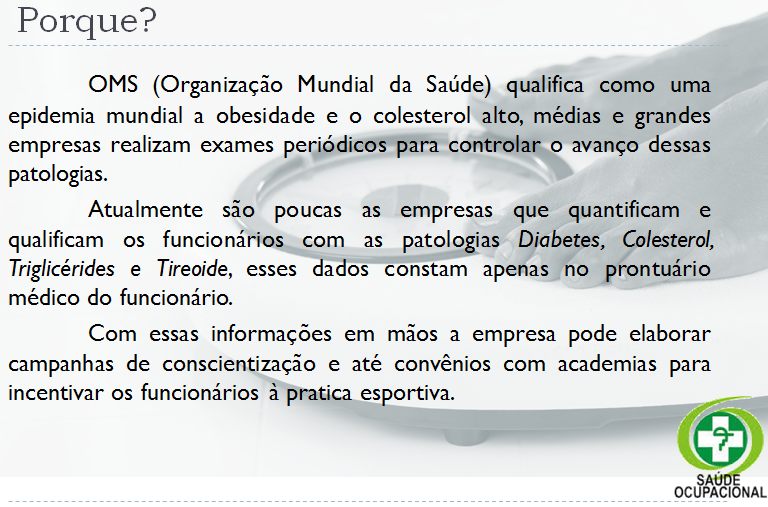 Porque?
OMS (Organização Mundial da Saúde) qualifica como uma
epidemia mundial a obesidade e o colesterol alto, médias e grandes
empresas realizam exames periódicos para controlar o avanço dessas
patologias.
Atualmente são poucas as empresas que quantificam e
qualificam os funcionários com as patologias Diabetes, Colesterol,
Triglicérides e Tireoide, esses dados constam apenas no prontuário
médico do funcionário.
Com essas informações em mãos a empresa pode elaborar
campanhas de conscientização e até convênios com academias para
incentivar os funcionários à pratica esportiva.
SAÚDE
OCUPACIONAL